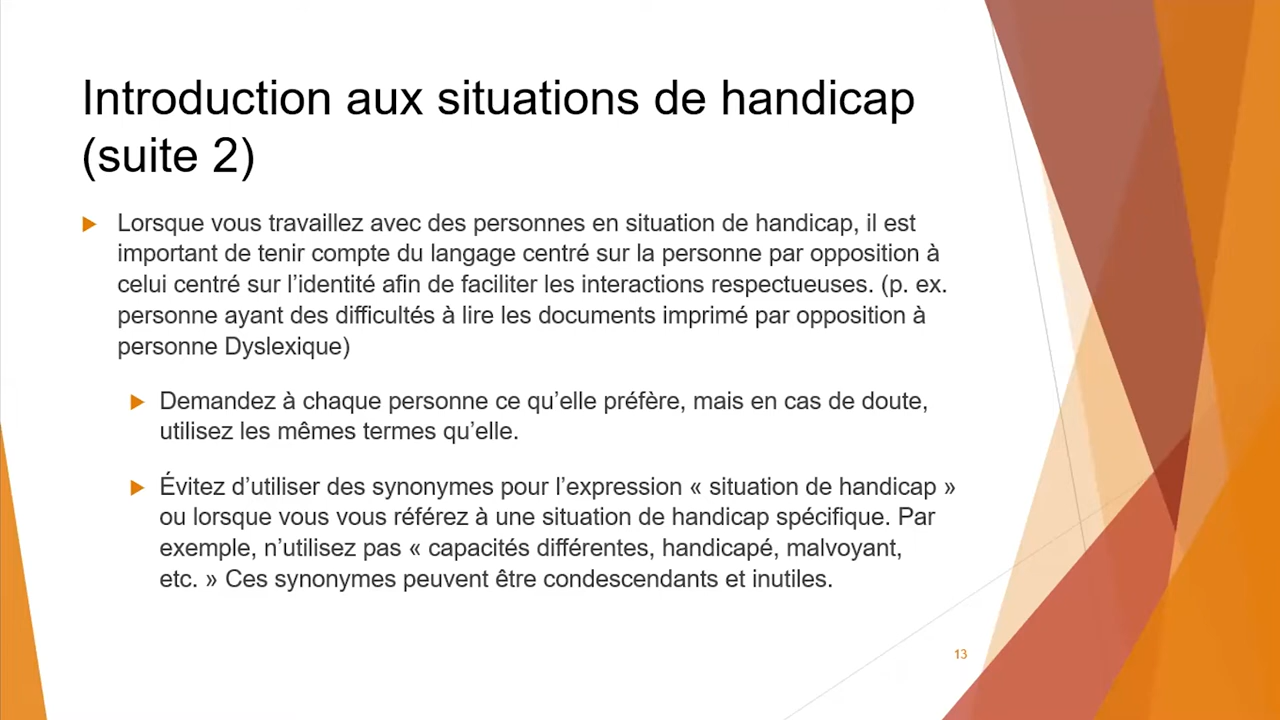 Introduction aux situations de handicap
(suite 2)
Lorsque vous travaillez avec des personnes en situation de handicap, il est
important de tenir compte du langage centré sur la personne par opposition à
celui centré sur l’identité afin de faciliter les interactions respectueuses. (p. ex.
personne ayant des difficultés à lire les documents imprimé par opposition à
personne Dyslexique)
Demandez à chaque personne ce qu’elle préfère, mais en cas de doute,
utilisez les mêmes termes qu’elle.
Évitez d’utiliser des synonymes pour l’expression « situation de handicap »
ou lorsque vous vous référez à une situation de handicap spécifique. Par
exemple, n’utilisez pas « capacités différentes, handicapé, malvoyant,
etc. » Ces synonymes peuvent être condescendants et inutiles.
13